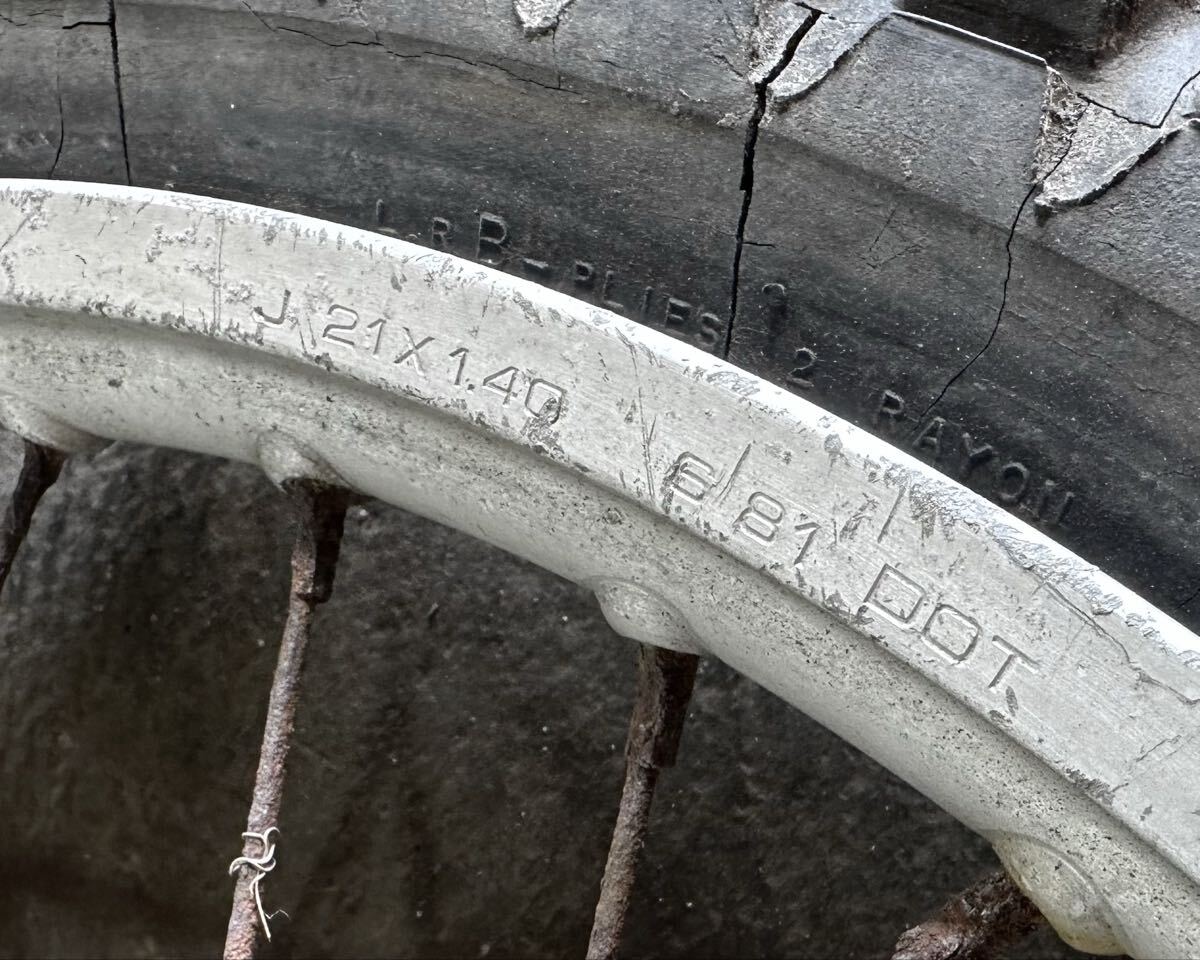 PLIES 2 RAYON
J 21X1.40 6/81 DOT